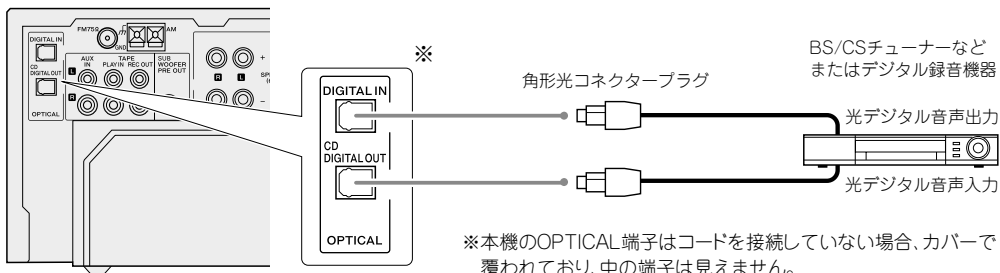 FM75Ω
AM
GND
DIGITAL IN
CD
DIGITAL OUT
OPTICAL
AUX
IN
TAPE
PLAY IN REC OUT
SUB
WOOFER
PRE OUT
L
R
R L
+
−
※
DIGITAL IN
CD
DIGITAL OUT
OPTICAL
角形光コネクタープラグ
BS/CSチューナーなど
またはデジタル録音機器
光デジタル音声出力
光デジタル音声入力
※本機のOPTICAL端子はコードを接続していない場合、カバーで
覆われており、中の端子は見えません。